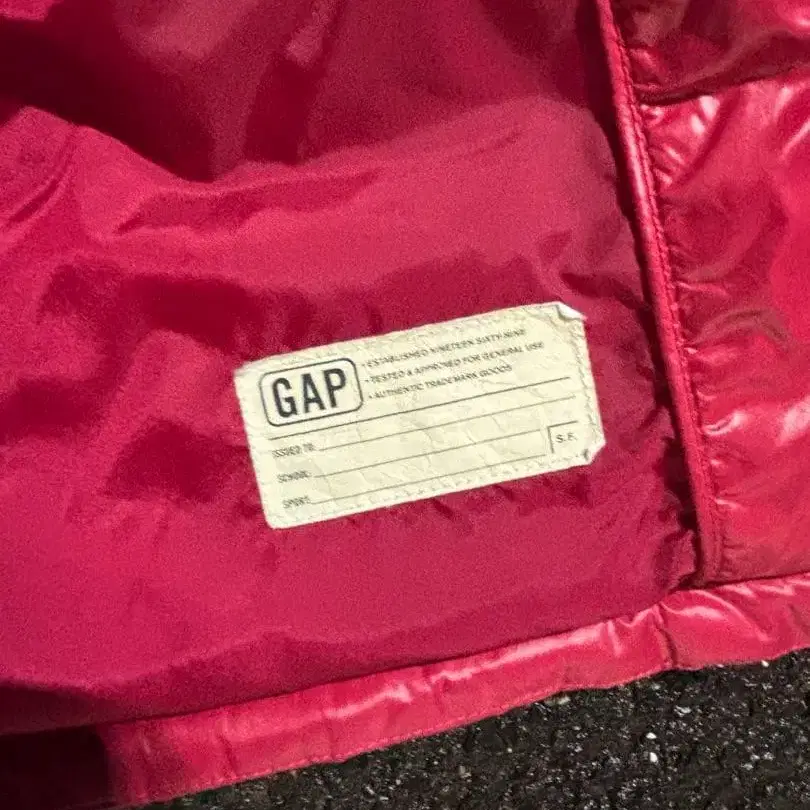 GAP
• ESTABLISHED NINETEEN SIXTY-NINE
• TESTED & APPROVED FOR GENERAL USE
• AUTHENTIC TRADEMARK GOODS
ISSUED TO:
SCHOOL:
SPORT:
S.F.